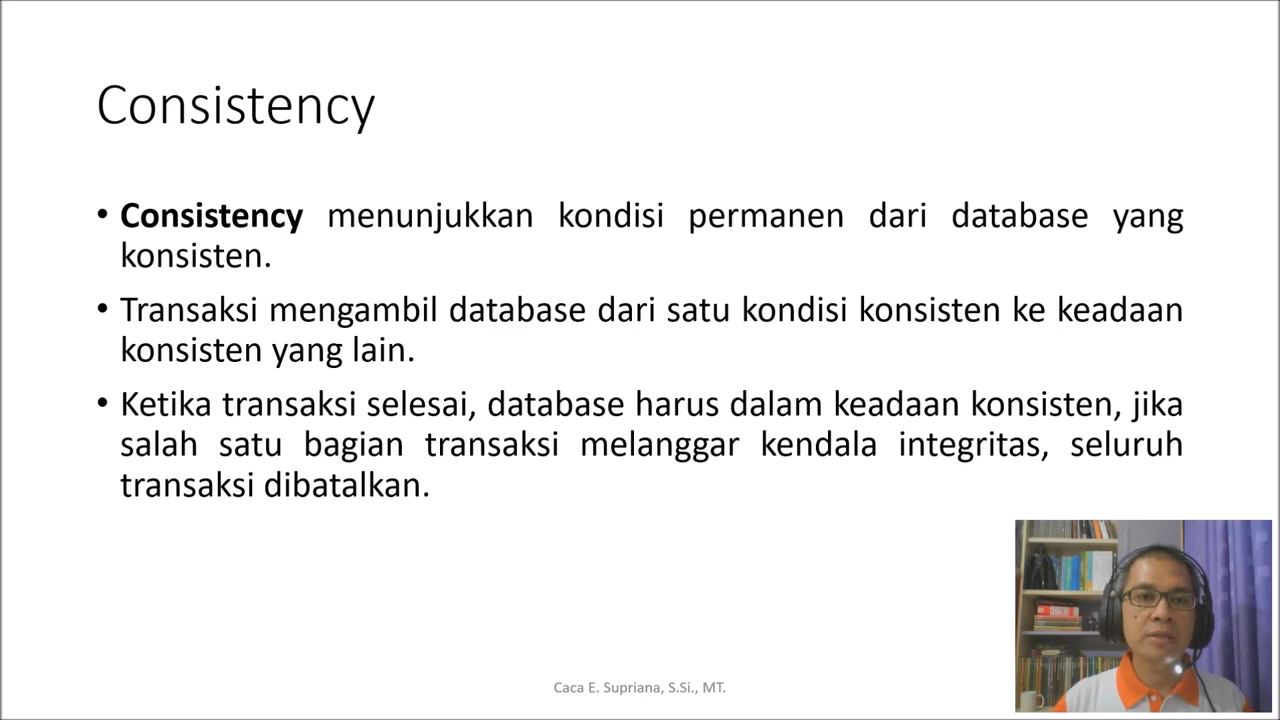 Consistency
• Consistency menunjukkan kondisi permanen dari database yang
konsisten.
• Transaksi mengambil database dari satu kondisi konsisten ke keadaan
konsisten yang lain.
• Ketika transaksi selesai, database harus dalam keadaan konsisten, jika
salah satu bagian transaksi melanggar kendala integritas, seluruh
transaksi dibatalkan.
Caca E. Supriana, S.Si., MT.